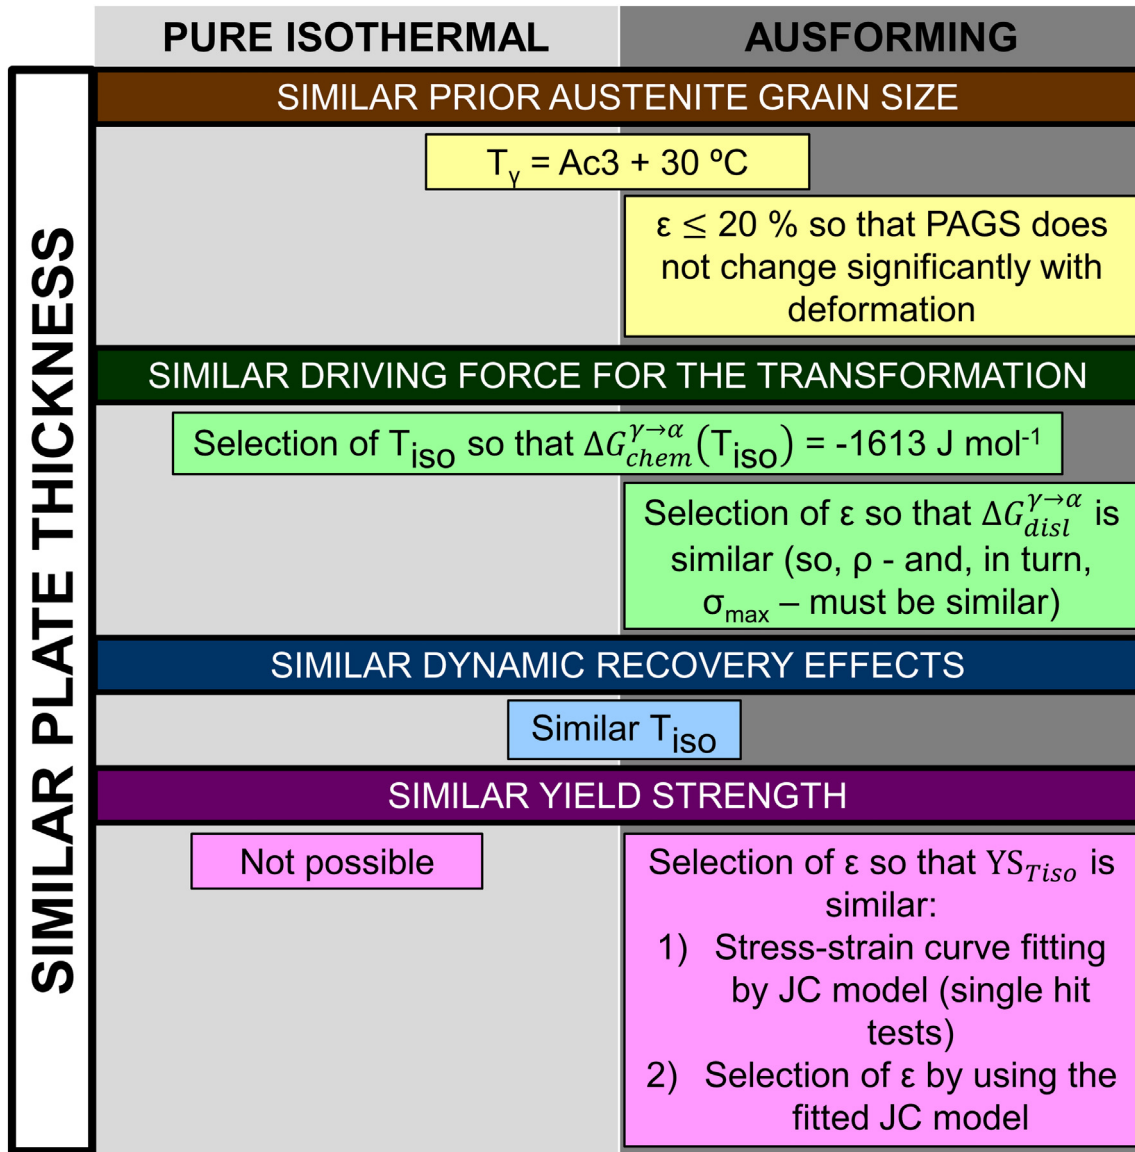 PURE ISOTHERMAL
AUSFORMING
SIMILAR PLATE THICKNESS
SIMILAR PRIOR AUSTENITE GRAIN SIZE
Tγ = Ac3 + 30 ºC
ε ≤ 20 % so that PAGS does
not change significantly with
deformation
SIMILAR DRIVING FORCE FOR THE TRANSFORMATION
Selection of Tiso so that ΔG^{γ→α}_{chem}(Tiso) = -1613 J mol⁻¹
Selection of ε so that ΔG^{γ→α}_{disl} is
similar (so, ρ - and, in turn,
σmax – must be similar)
SIMILAR DYNAMIC RECOVERY EFFECTS
Similar Tiso
SIMILAR YIELD STRENGTH
Not possible
Selection of ε so that YS_{Tiso} is
similar:
1) Stress-strain curve fitting
by JC model (single hit
tests)
2) Selection of ε by using the
fitted JC model